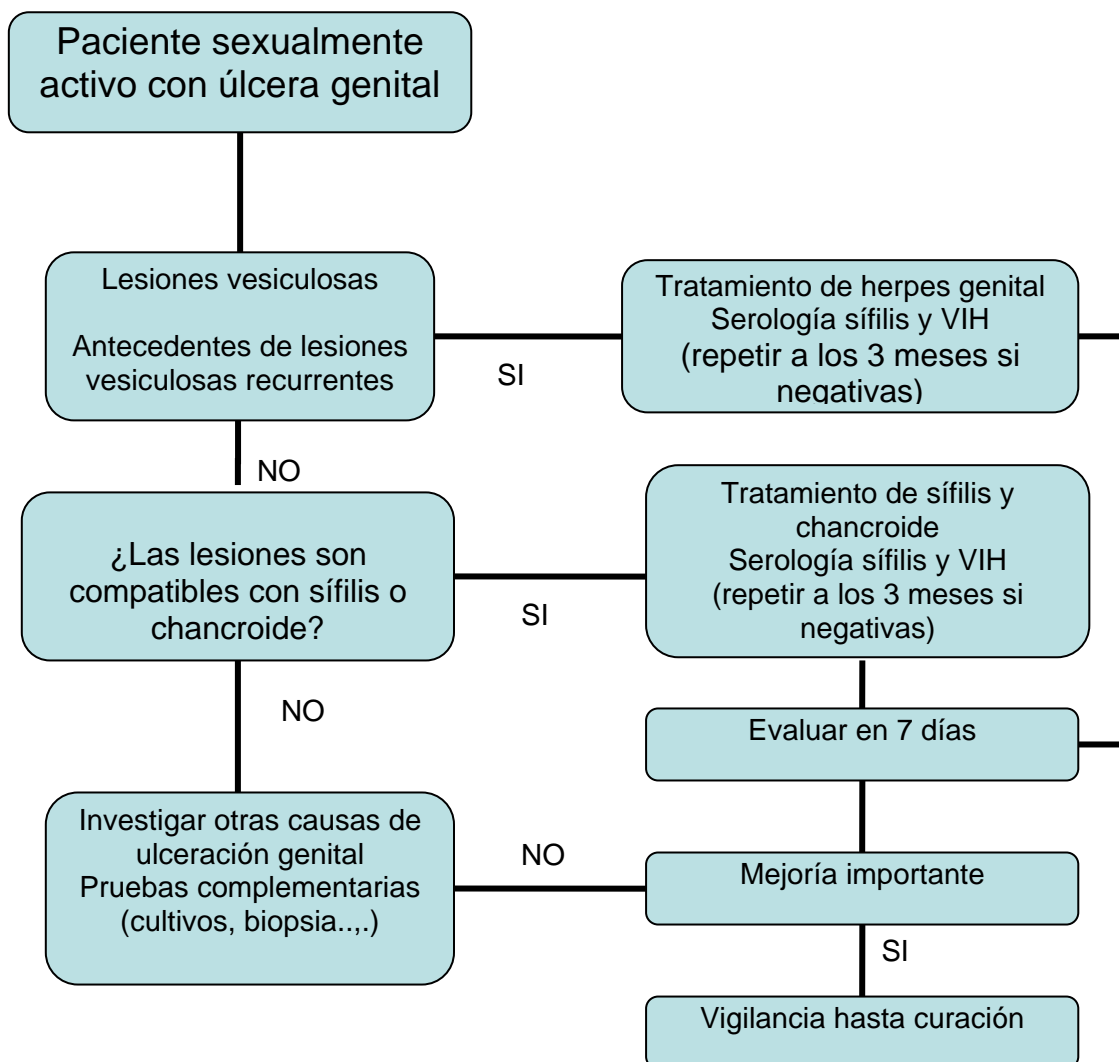 Paciente sexualmente
activo con úlcera genital
Lesiones vesiculosas
Antecedentes de lesiones
vesiculosas recurrentes
SI
Tratamiento de herpes genital
Serología sífilis y VIH
(repetir a los 3 meses si
negativas)
NO
¿Las lesiones son
compatibles con sífilis o
chancroide?
SI
Tratamiento de sífilis y
chancroide
Serología sífilis y VIH
(repetir a los 3 meses si
negativas)
NO
Evaluar en 7 días
Investigar otras causas de
ulceración genital
Pruebas complementarias
(cultivos, biopsia..,.)
NO
Mejoría importante
SI
Vigilancia hasta curación